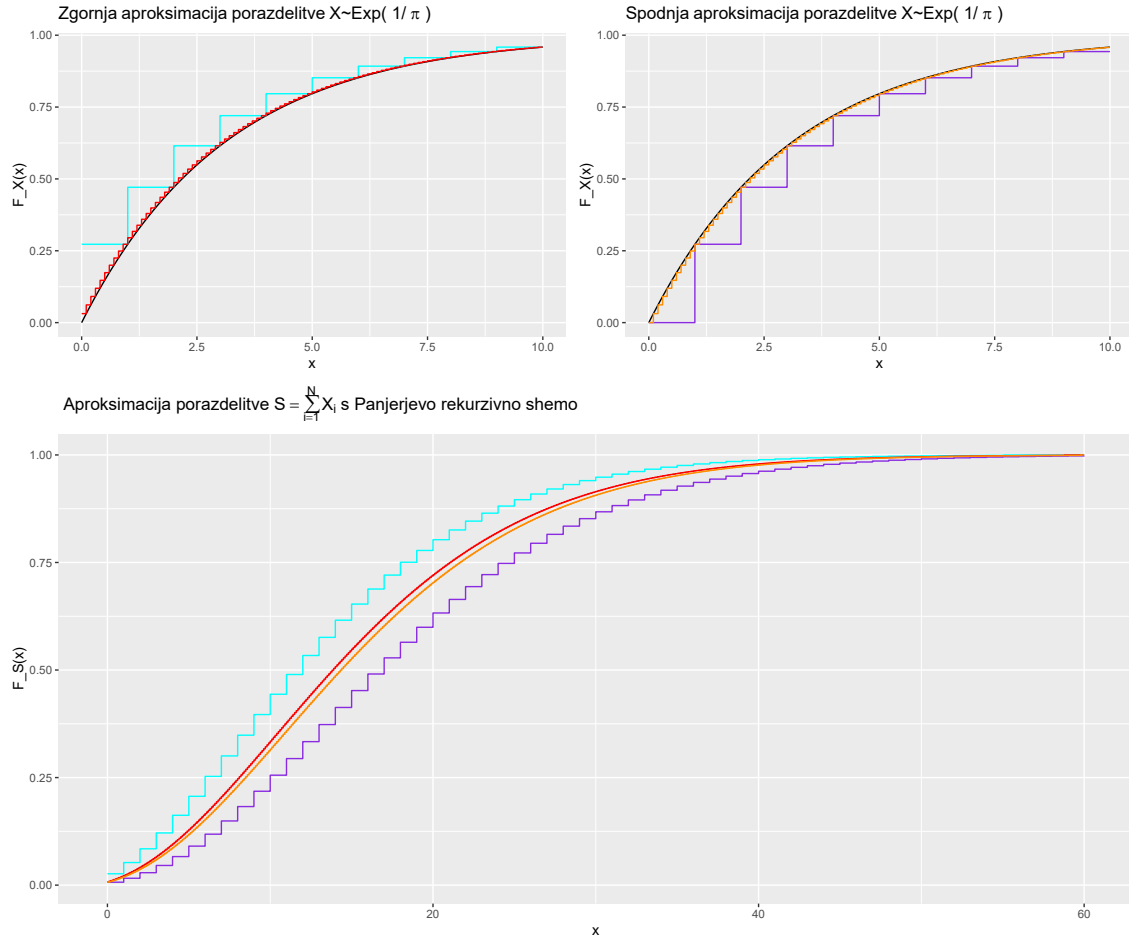 Zgornja aproksimacija porazdelitve X~Exp( 1/ π )
1.00
0.75
0.50
0.25
0.00
F_X(x)
0.0 2.5 5.0 7.5 10.0
x
Spodnja aproksimacija porazdelitve X~Exp( 1/ π )
1.00
0.75
0.50
0.25
0.00
F_X(x)
0.0 2.5 5.0 7.5 10.0
x
Aproksimacija porazdelitve S = ∑_{i=1}^{N} X_i s Panjerjevo rekurzivno shemo
1.00
0.75
0.50
0.25
0.00
F_S(x)
0 20 40 60
x